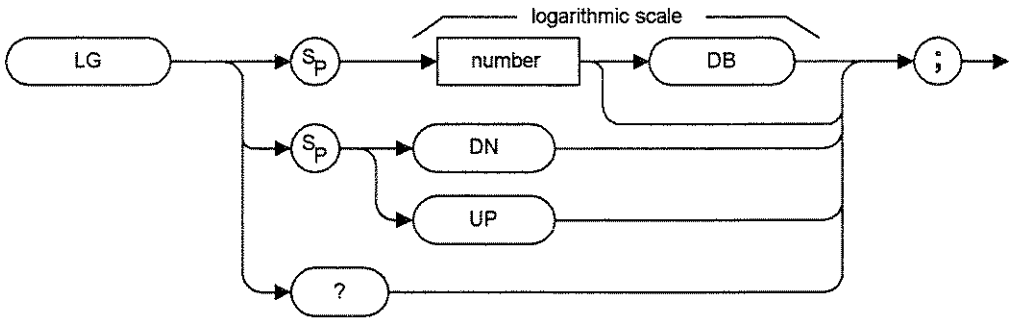 logarithmic scale
LG SP number DB ;
SP DN
UP
?